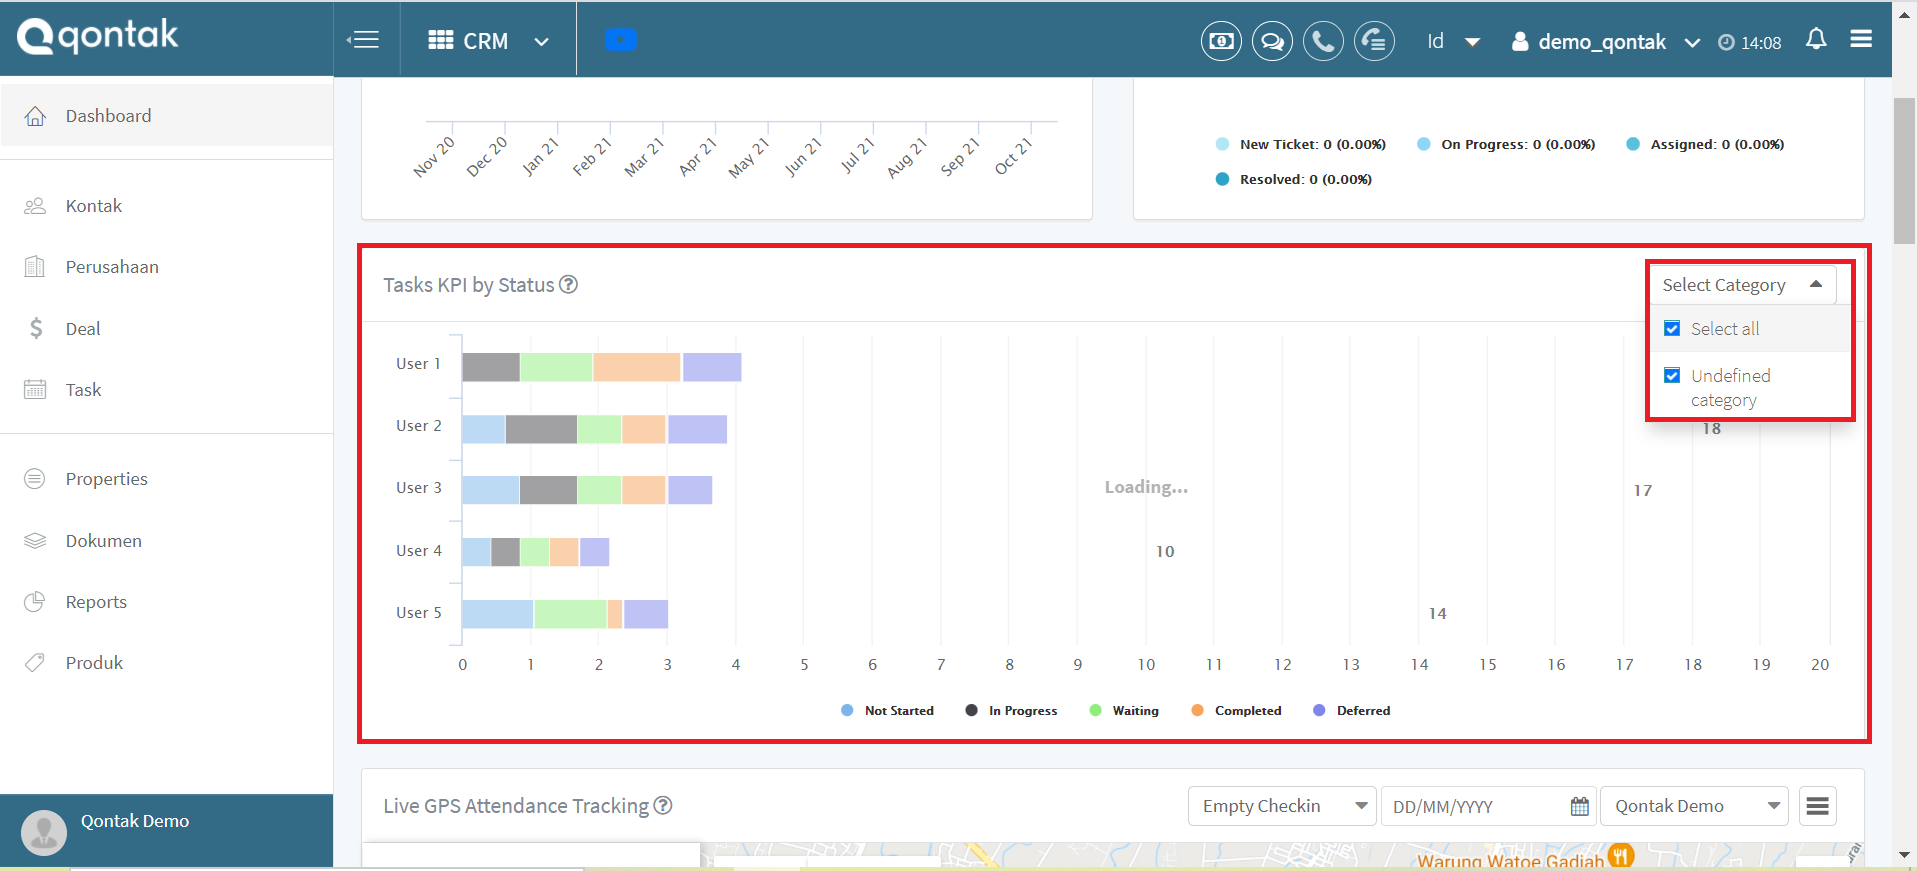 qontak
CRM
Id
demo_qontak
14:08
Dashboard
Kontak
Perusahaan
Deal
Task
Properties
Dokumen
Reports
Produk
Qontak Demo
Nov 20 Dec 20 Jan 21 Feb 21 Mar 21 Apr 21 May 21 Jun 21 Jul 21 Aug 21 Sep 21 Oct 21
New Ticket: 0 (0.00%) On Progress: 0 (0.00%) Assigned: 0 (0.00%)
Resolved: 0 (0.00%)
Tasks KPI by Status
Select Category
Select all
Undefined
category
User 1
User 2
18
User 3
Loading...
17
User 4
10
User 5
14
0 1 2 3 4 5 6 7 8 9 10 11 12 13 14 15 16 17 18 19 20
Not Started In Progress Waiting Completed Deferred
Live GPS Attendance Tracking
Empty Checkin
DD/MM/YYYY
Qontak Demo
Warung Watoe Gadjah